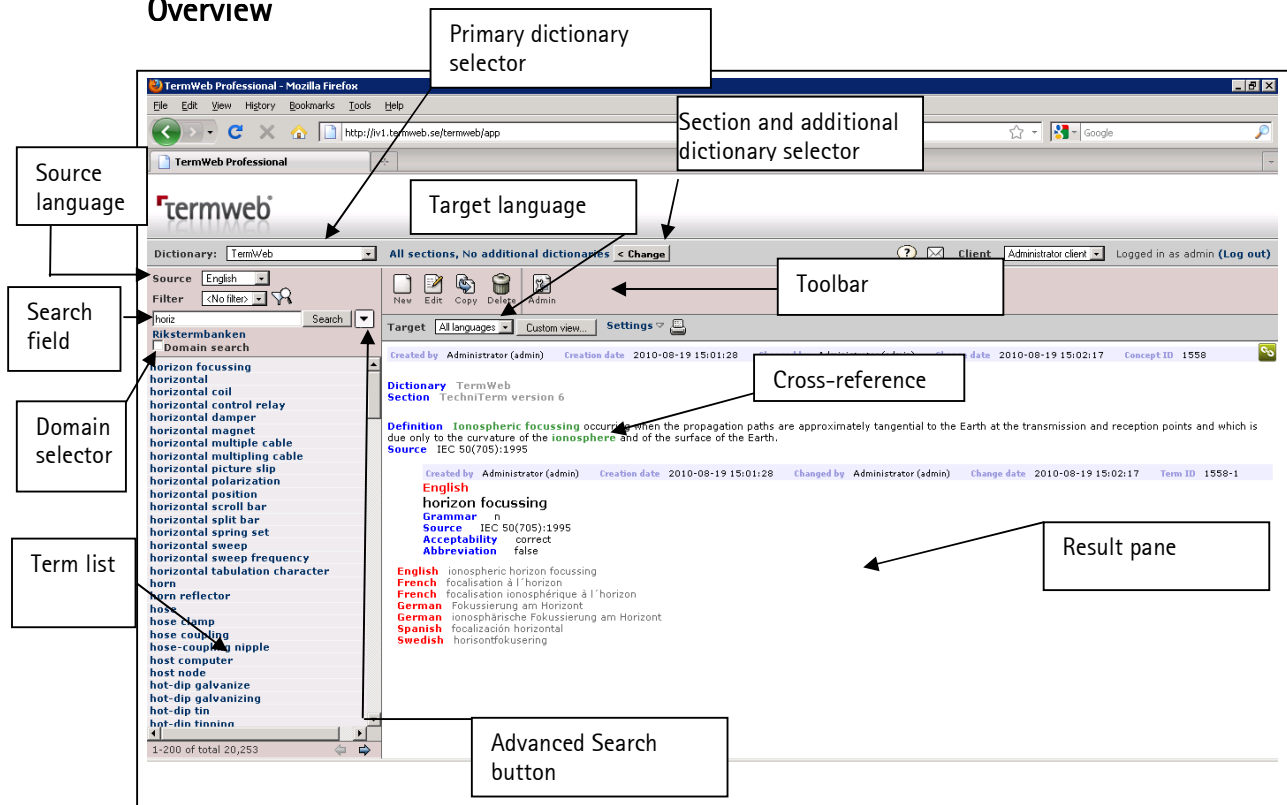 Overview
Primary dictionary
selector
TermWeb Professional - Mozilla Firefox
File Edit View History Bookmarks Tools Help
http://iv1.termweb.se/termweb/app
Google
Section and additional
dictionary selector
TermWeb Professional
Source
language
termweb
Target language
Dictionary: TermWeb
All sections, No additional dictionaries < Change
Client Administrator client Logged in as admin (Log out)
Source English
Filter <No filter>
New Edit Copy Delete Admin
Toolbar
Search
field
horiz Search
Target All languages Custom view... Settings
Rikstermbanken
Domain search
Created by Administrator (admin) Creation date 2010-08-19 15:01:28 date 2010-08-19 15:02:17 Concept ID 1558
Cross-reference
Dictionary TermWeb
Section TechniTerm version 6
Definition Ionospheric focussing occurring when the propagation paths are approximately tangential to the Earth at the transmission and reception points and which is
due only to the curvature of the ionosphere and of the surface of the Earth.
Source IEC 50(705):1995
Created by Administrator (admin) Creation date 2010-08-19 15:01:28 Changed by Administrator (admin) Change date 2010-08-19 15:02:17 Term ID 1558-1
English
horizon focussing
Grammar n
Source IEC 50(705):1995
Acceptability correct
Abbreviation false
English ionospheric horizon focussing
French focalisation à l´horizon
French focalisation ionosphérique à l´horizon
German Fokussierung am Horizont
German ionosphärische Fokussierung am Horizont
Spanish focalización horizontal
Swedish horisontfokusering
Result pane
Domain
selector
Term list
horizon focussing
horizontal
horizontal coil
horizontal control relay
horizontal damper
horizontal magnet
horizontal multiple cable
horizontal multipling cable
horizontal picture slip
horizontal polarization
horizontal position
horizontal scroll bar
horizontal split bar
horizontal spring set
horizontal sweep
horizontal sweep frequency
horizontal tabulation character
horn
horn reflector
hose
hose clamp
hose coupling
hose-coupling nipple
host computer
host node
hot-dip galvanize
hot-dip galvanizing
hot-dip tin
hot-dip tinning
1-200 of total 20,253
Advanced Search
button